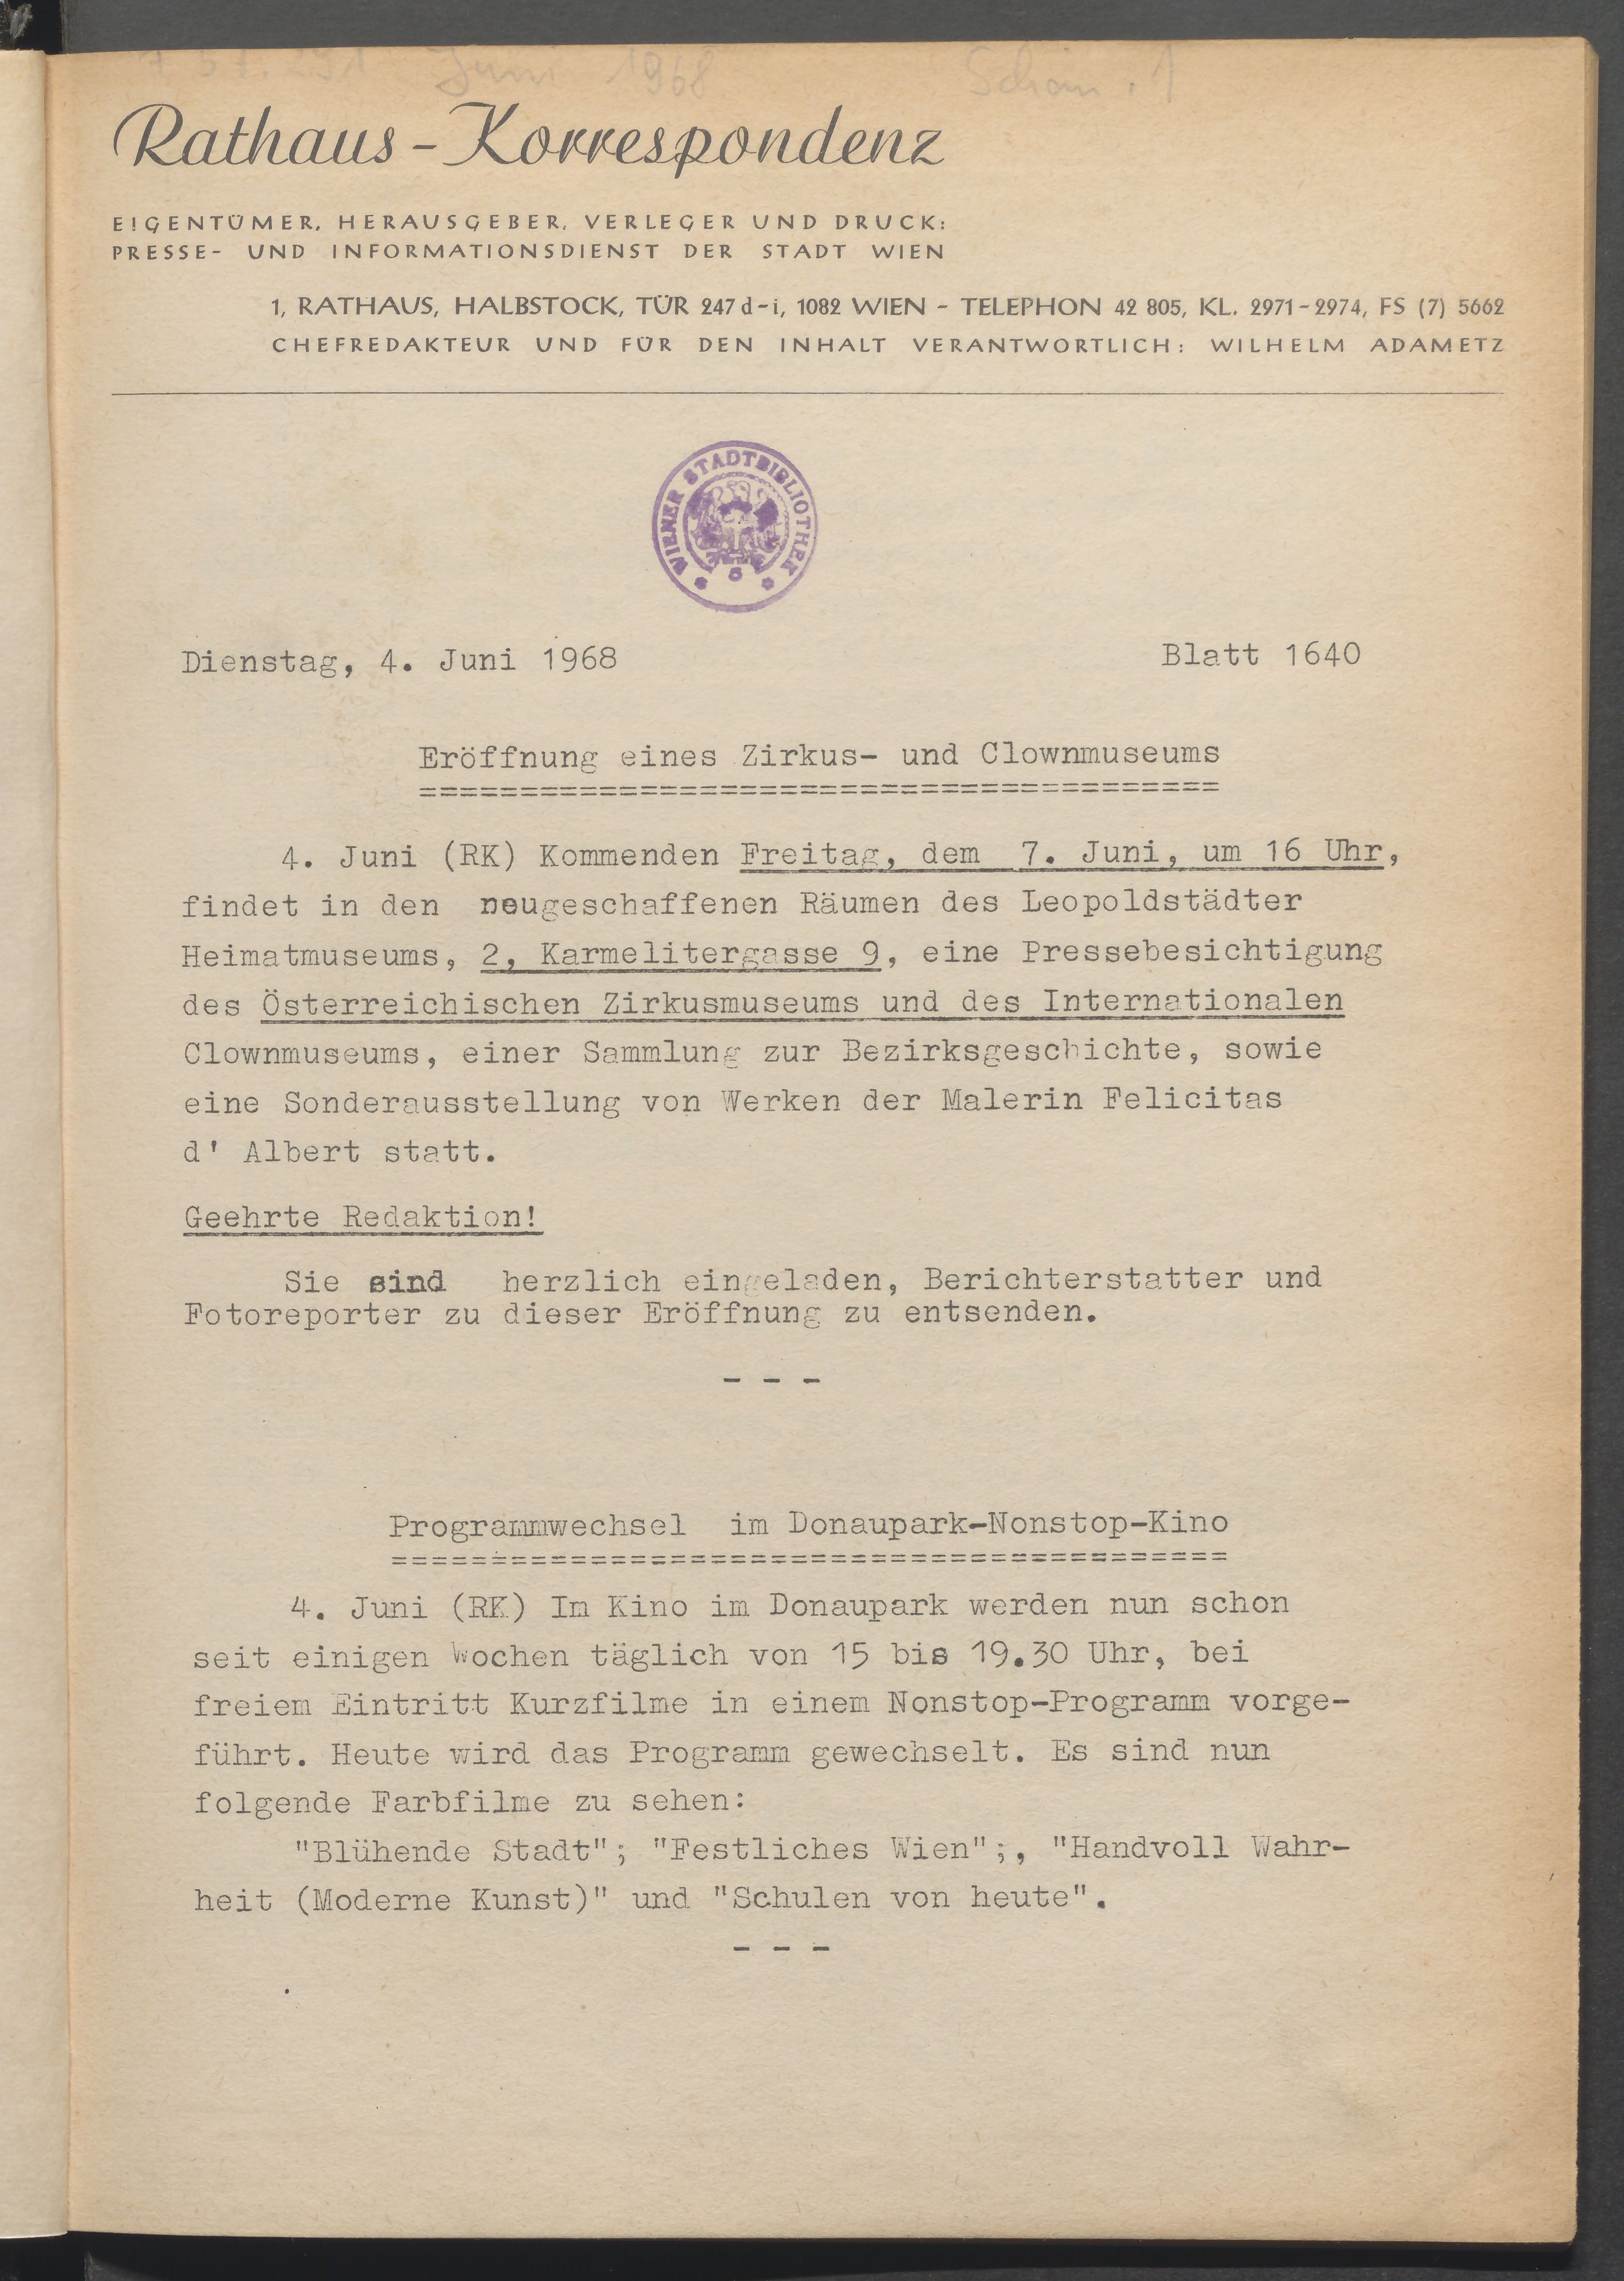 Juni 1968
Rathaus-Korrespondenz
EIGENTÜMER, HERAUSGEBER, VERLEGER UND DRUCK:
PRESSE- UND INFORMATIONSDIENST DER STADT WIEN
1, RATHAUS, HALBSTOCK, TÜR 247 d-i, 1082 WIEN - TELEPHON 42 805, KL. 2971-2974, FS (7) 5662
CHEFREDAKTEUR UND FÜR DEN INHALT VERANTWORTLICH: WILHELM ADAMETZ
WIENER STADTBIBLIOTHEK
Dienstag, 4. Juni 1968 Blatt 1640
Eröffnung eines Zirkus- und Clownmuseums
========================================
4. Juni (RK) Kommenden Freitag, dem 7. Juni, um 16 Uhr,
findet in den neugeschaffenen Räumen des Leopoldstädter
Heimatmuseums, 2, Karmelitergasse 9, eine Pressebesichtigung
des Österreichischen Zirkusmuseums und des Internationalen
Clownmuseums, einer Sammlung zur Bezirksgeschichte, sowie
eine Sonderausstellung von Werken der Malerin Felicitas
d' Albert statt.
Geehrte Redaktion!
Sie sind herzlich eingeladen, Berichterstatter und
Fotoreporter zu dieser Eröffnung zu entsenden.
- - -
Programmwechsel im Donaupark-Nonstop-Kino
==========================================
4. Juni (RK) Im Kino im Donaupark werden nun schon
seit einigen Wochen täglich von 15 bis 19.30 Uhr, bei
freiem Eintritt Kurzfilme in einem Nonstop-Programm vorge-
führt. Heute wird das Programm gewechselt. Es sind nun
folgende Farbfilme zu sehen:
"Blühende Stadt"; "Festliches Wien";, "Handvoll Wahr-
heit (Moderne Kunst)" und "Schulen von heute".
- - -